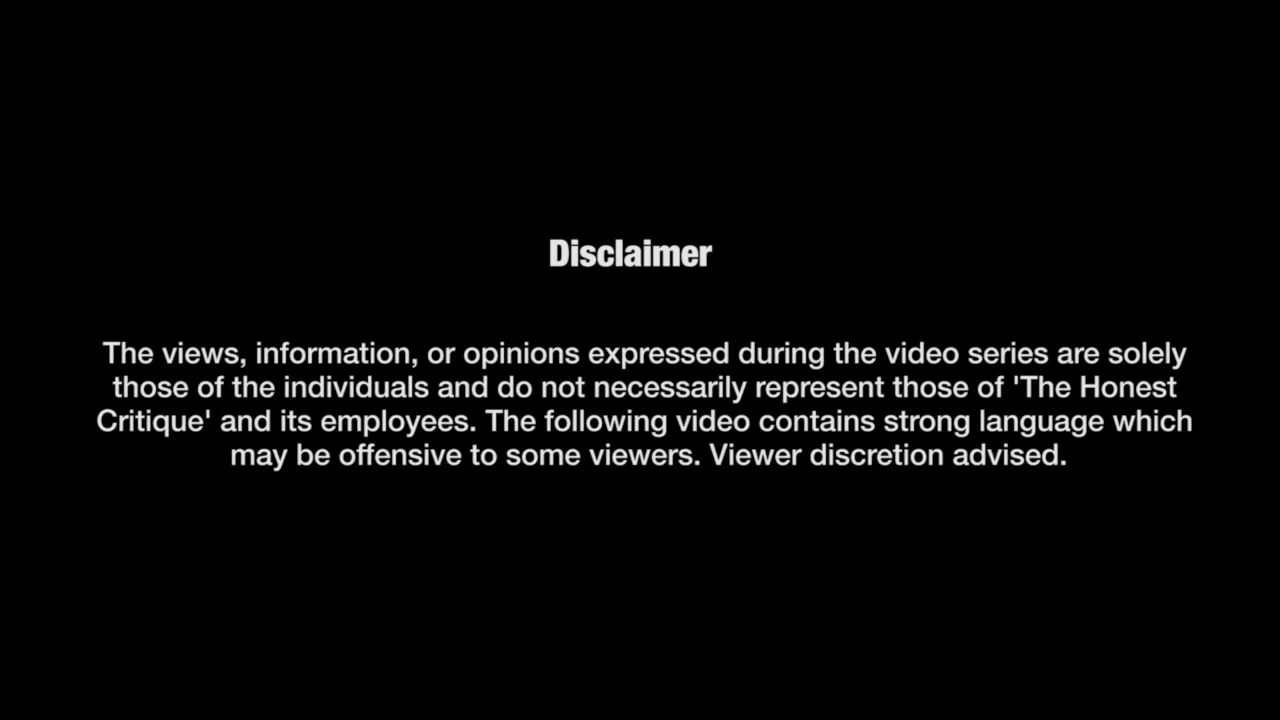 Disclaimer
The views, information, or opinions expressed during the video series are solely
those of the individuals and do not necessarily represent those of 'The Honest
Critique' and its employees. The following video contains strong language which
may be offensive to some viewers. Viewer discretion advised.